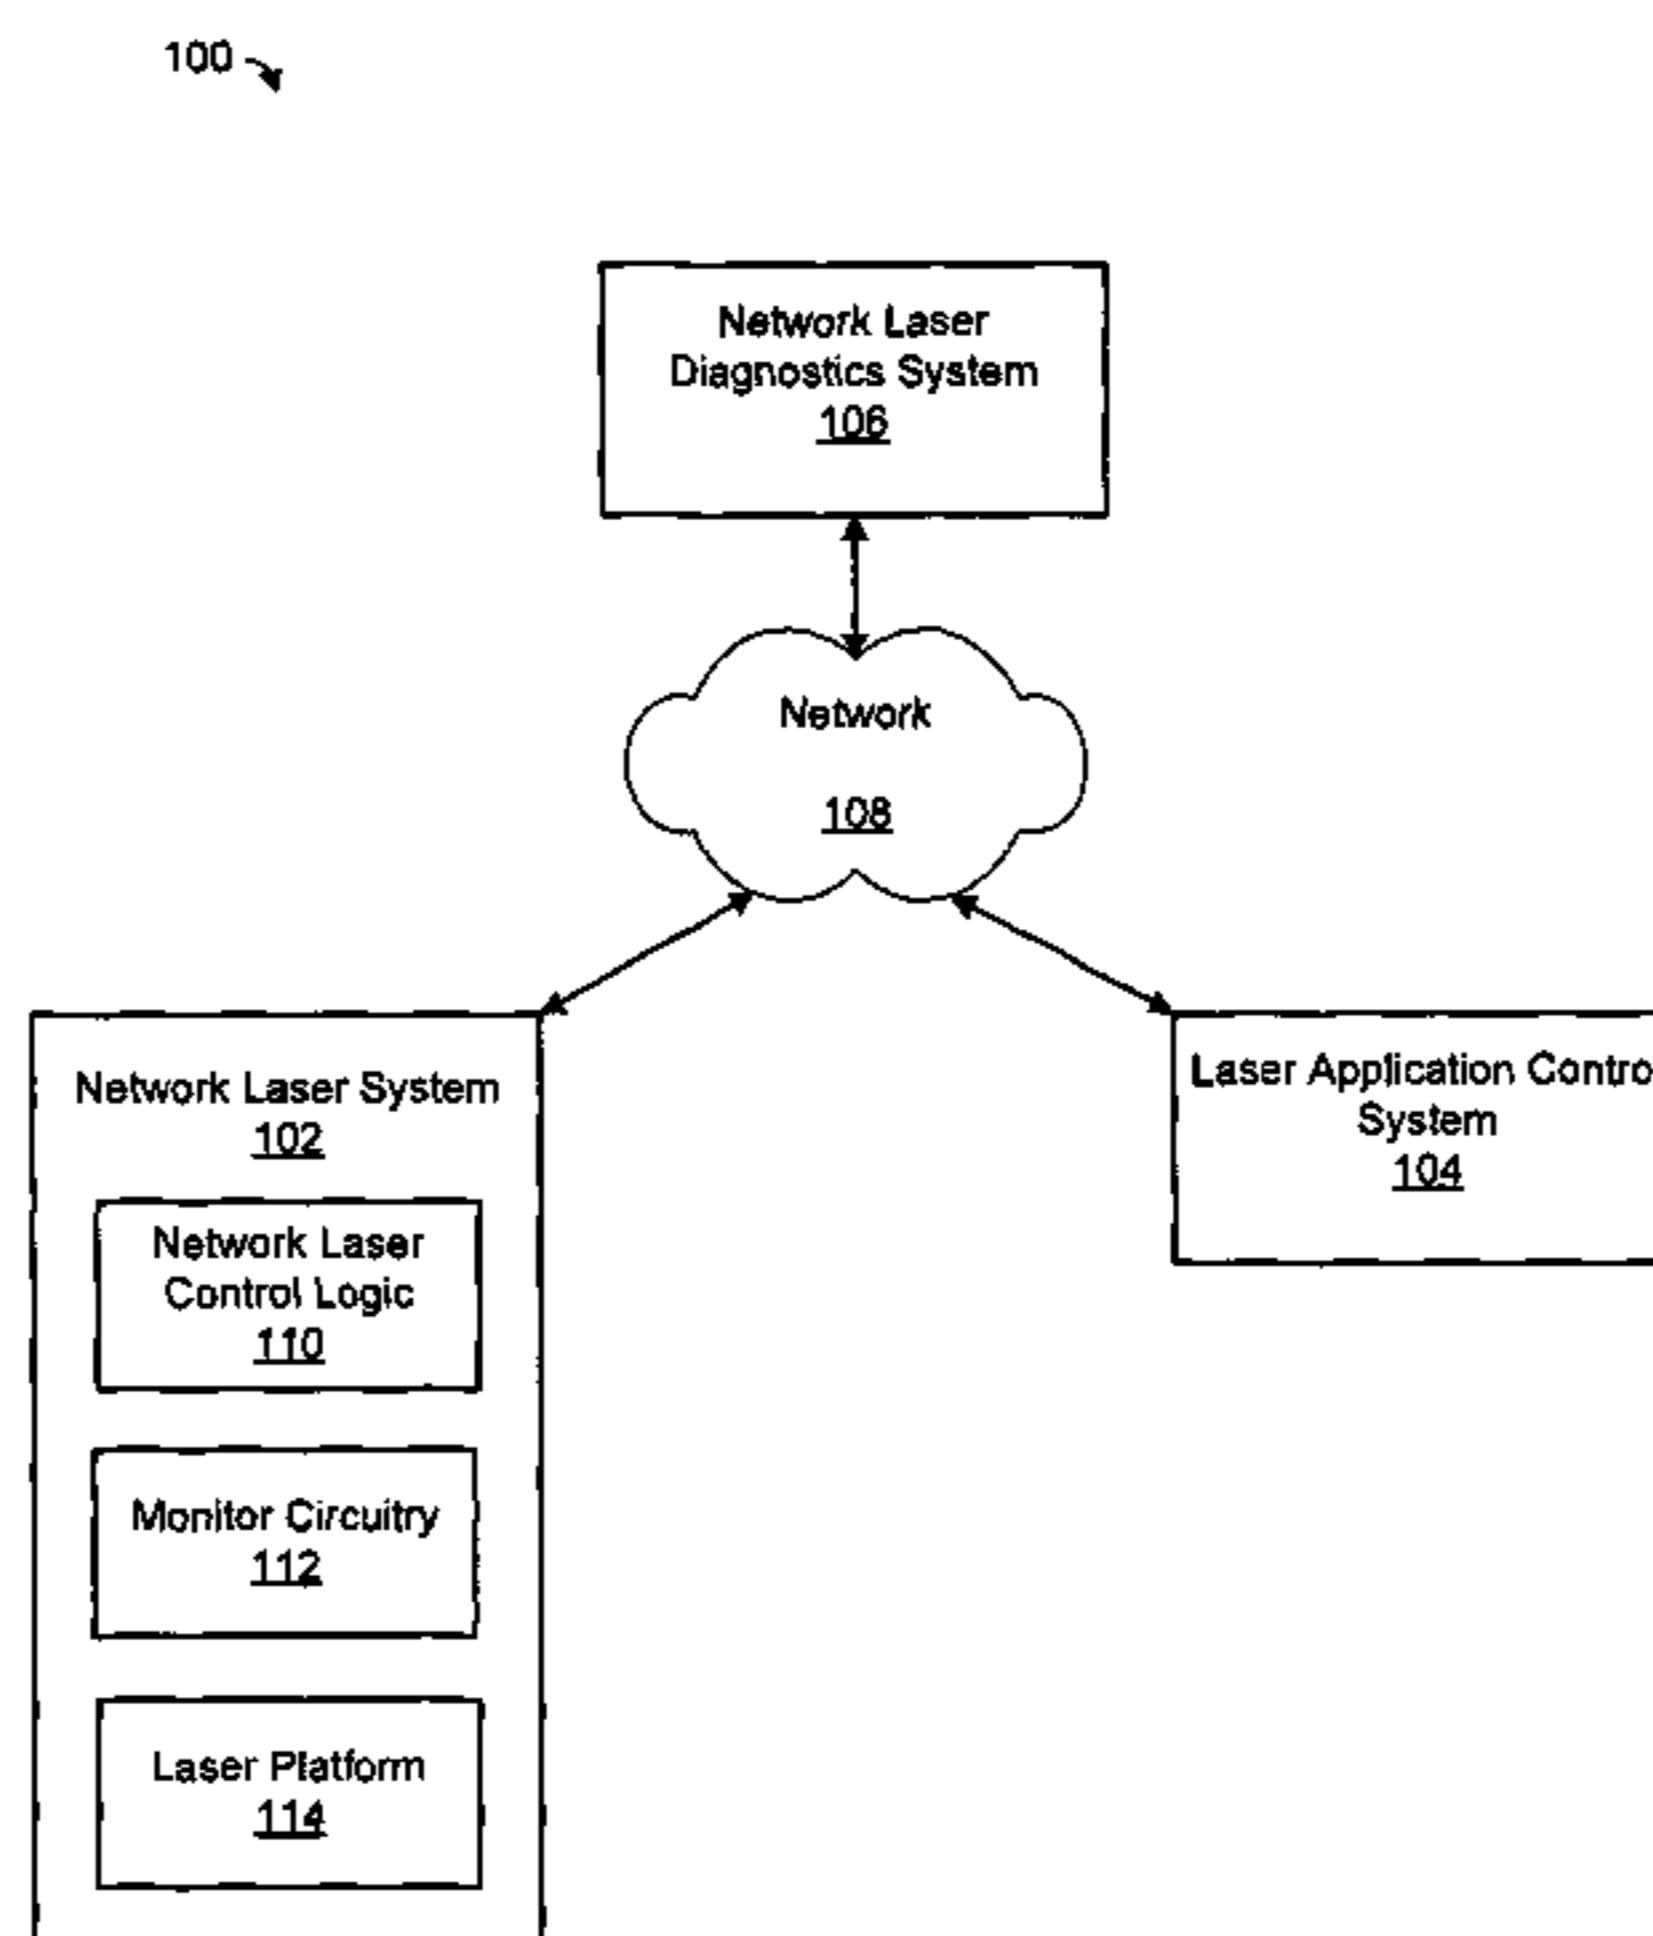 100
Network Laser
Diagnostics System
106
Network
108
Network Laser System
102
Network Laser
Control Logic
110
Monitor Circuitry
112
Laser Platform
114
Laser Application Contro
System
104